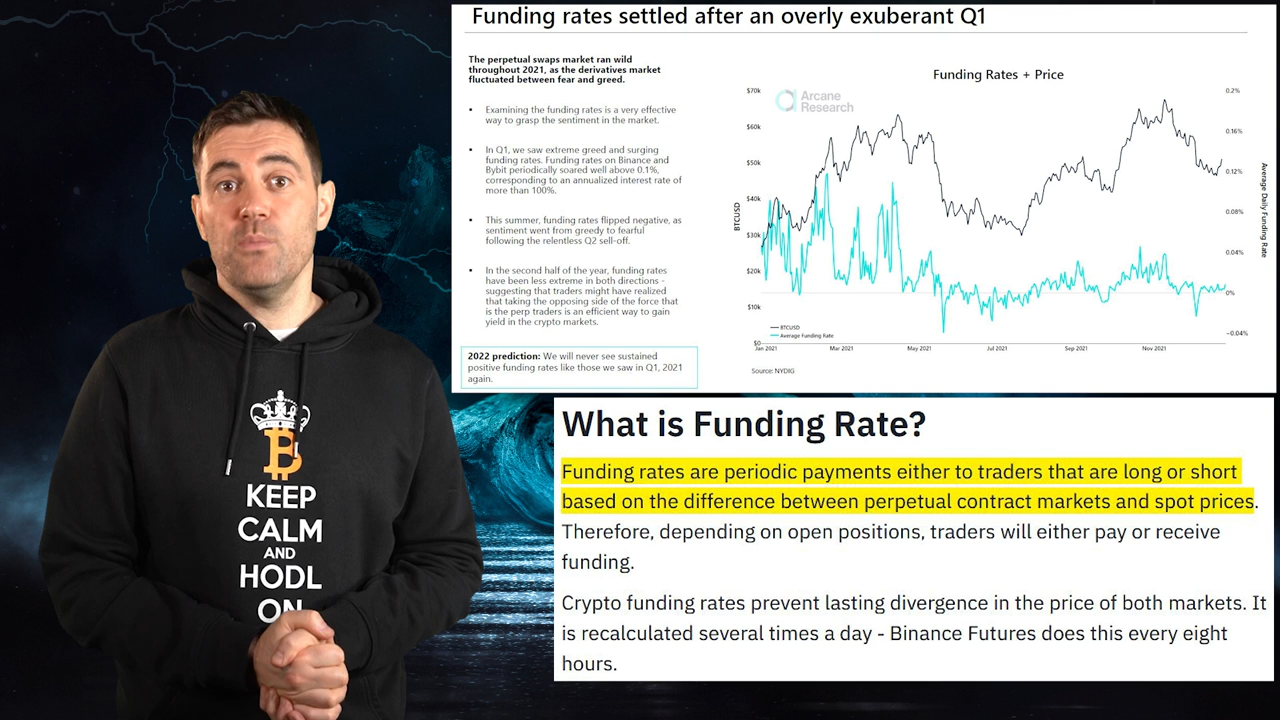 Funding rates settled after an overly exuberant Q1
The perpetual swaps market ran wild
throughout 2021, as the derivatives market
fluctuated between fear and greed.
• Examining the funding rates is a very effective
way to grasp the sentiment in the market.
• In Q1, we saw extreme greed and surging
funding rates. Funding rates on Binance and
Bybit periodically soared well above 0.1%,
corresponding to an annualized interest rate of
more than 100%.
• This summer, funding rates flipped negative, as
sentiment went from greedy to fearful
following the relentless Q2 sell-off.
• In the second half of the year, funding rates
have been less extreme in both directions -
suggesting that traders might have realized
that taking the opposing side of the force that
is the perp traders is an efficient way to gain
yield in the crypto markets.
2022 prediction: We will never see sustained
positive funding rates like those we saw in Q1, 2021
again.
Funding Rates + Price
Arcane
Research
$70k
$60k
$50k
$40k
$30k
$20k
$10k
$0
BTCUSD
0.2%
0.16%
0.12%
0.08%
0.04%
0%
-0.04%
Average Daily Funding Rate
BTCUSD
Average Funding Rate
Jan 2021 Mar 2021 May 2021 Jul 2021 Sep 2021 Nov 2021
Source: NYDIG
What is Funding Rate?
Funding rates are periodic payments either to traders that are long or short
based on the difference between perpetual contract markets and spot prices.
Therefore, depending on open positions, traders will either pay or receive
funding.
Crypto funding rates prevent lasting divergence in the price of both markets. It
is recalculated several times a day - Binance Futures does this every eight
hours.
B
KEEP
CALM
AND
HODL
ON